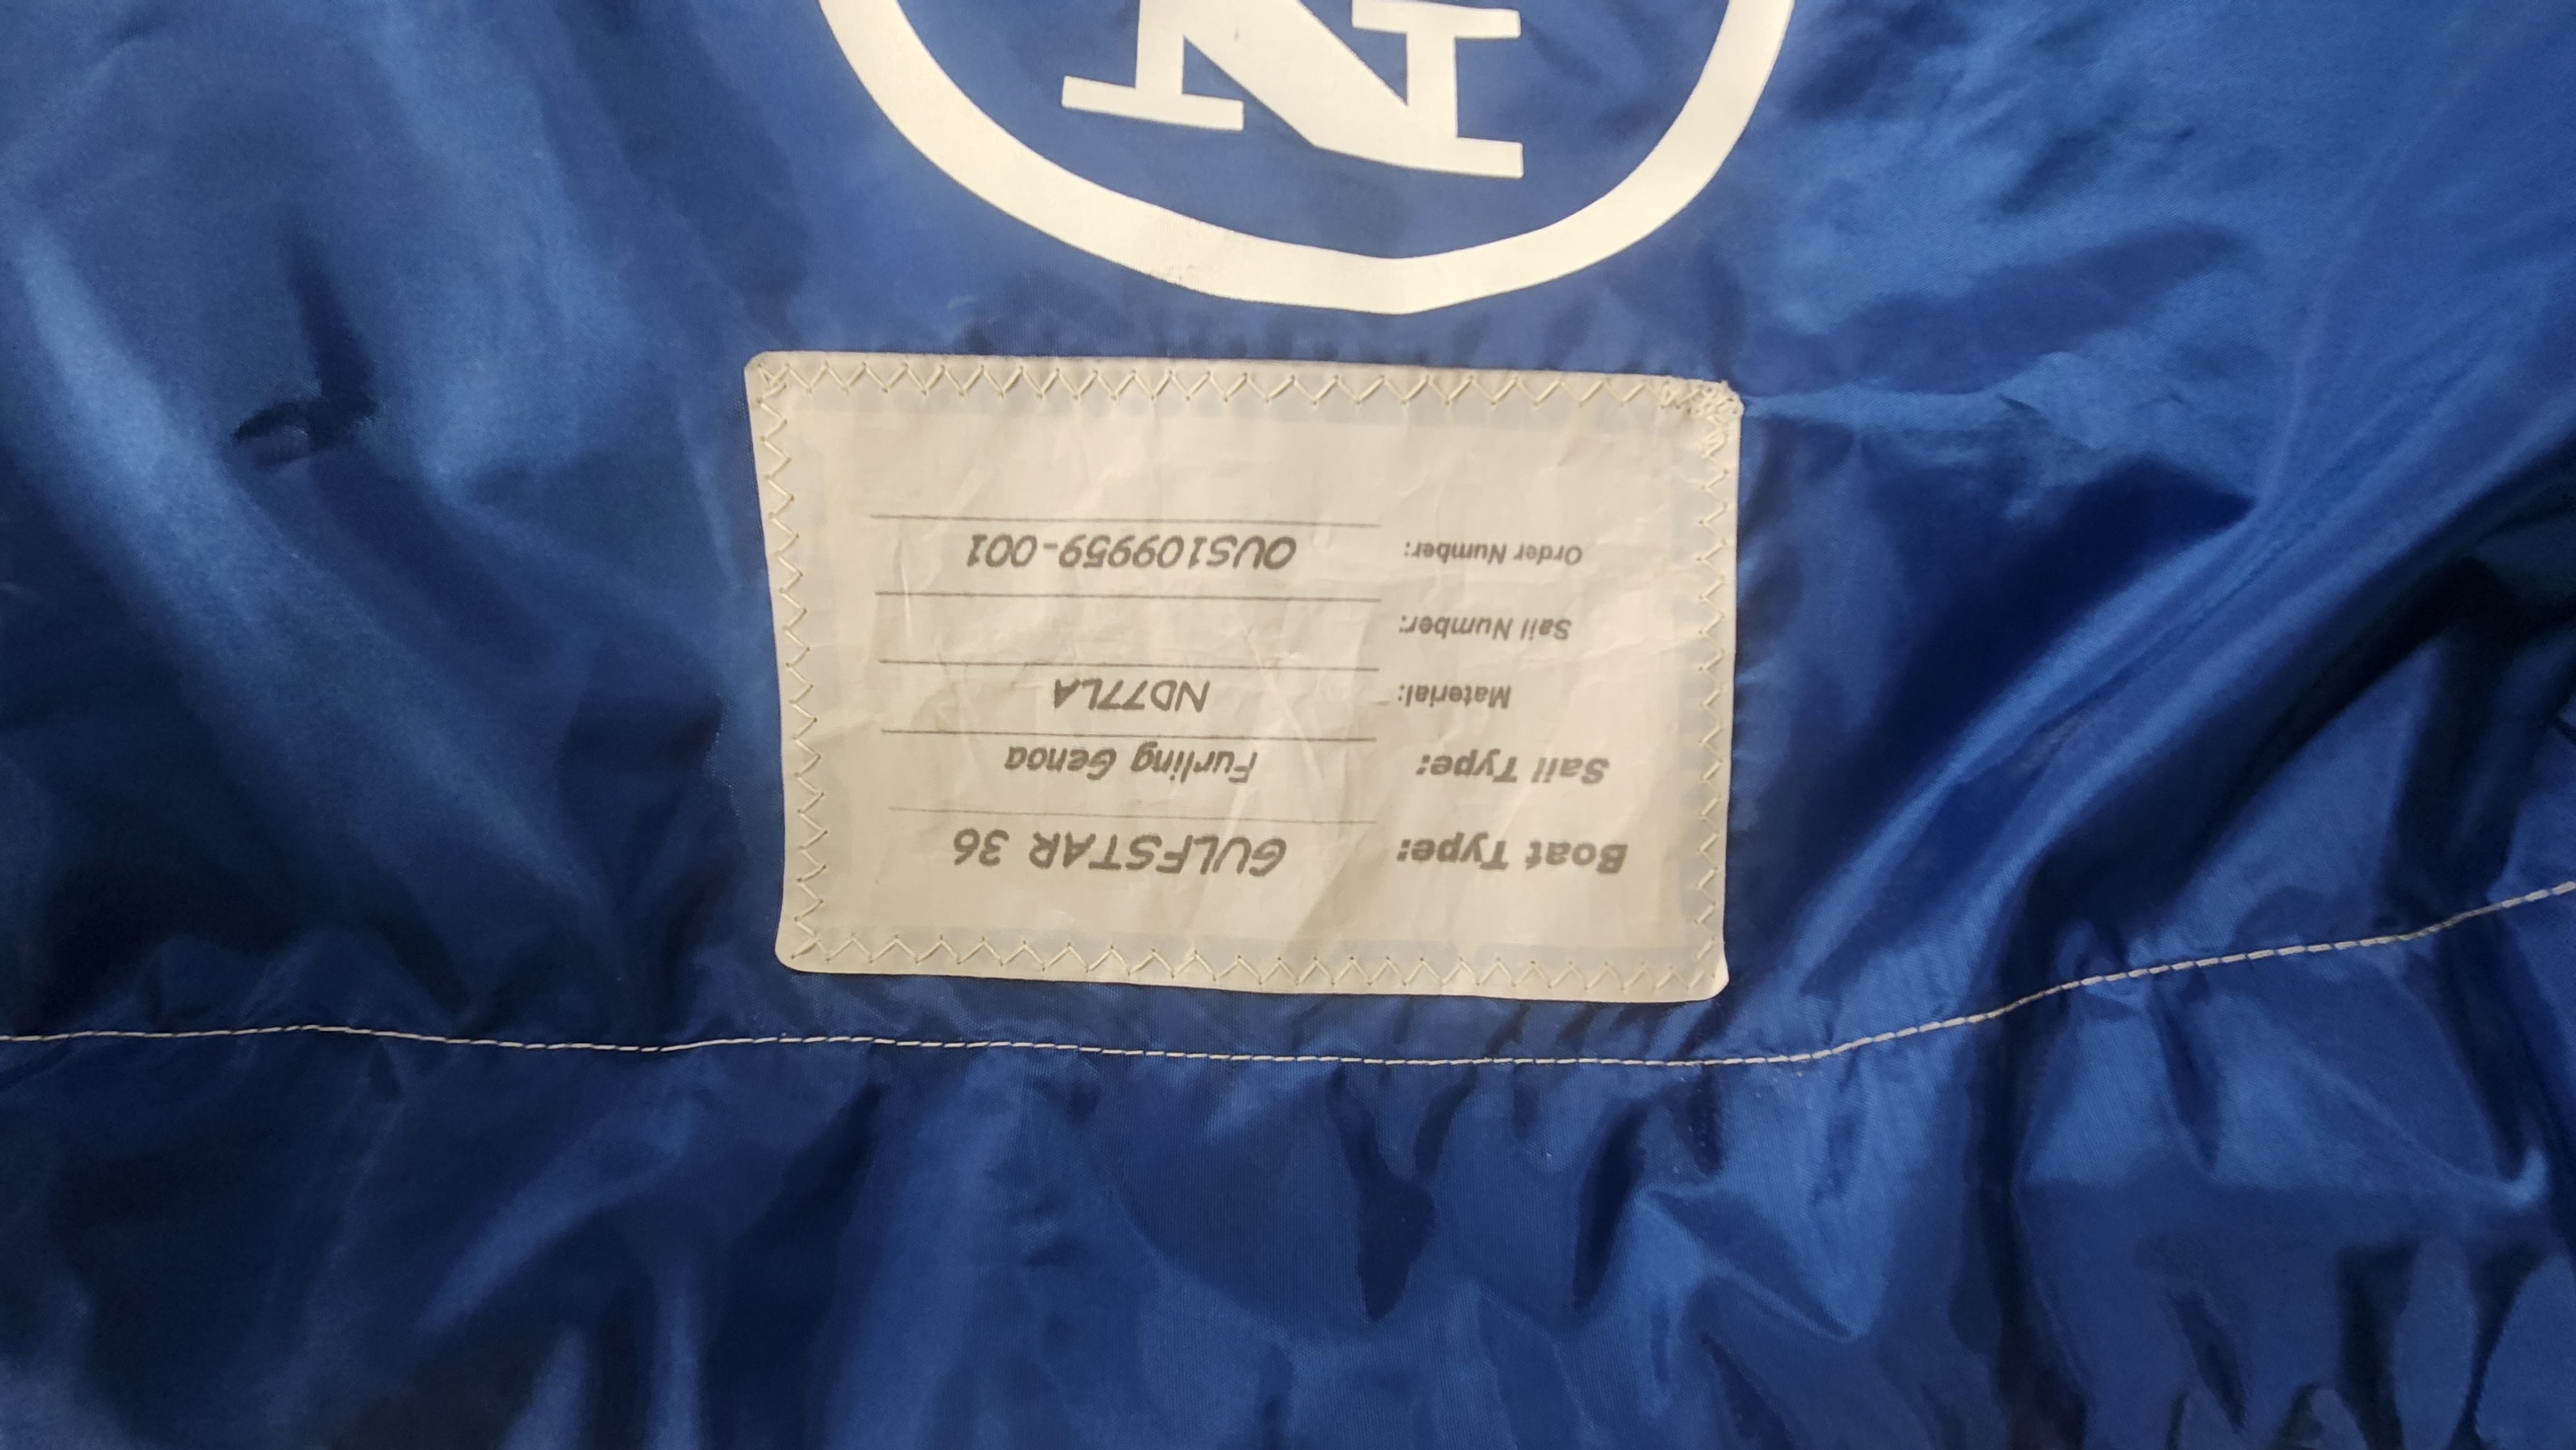 N
Boat Type: GULFSTAR 36
Sail Type: Furling Genoa
Material: ND77LA
Sail Number:
Order Number: OUS109959-001